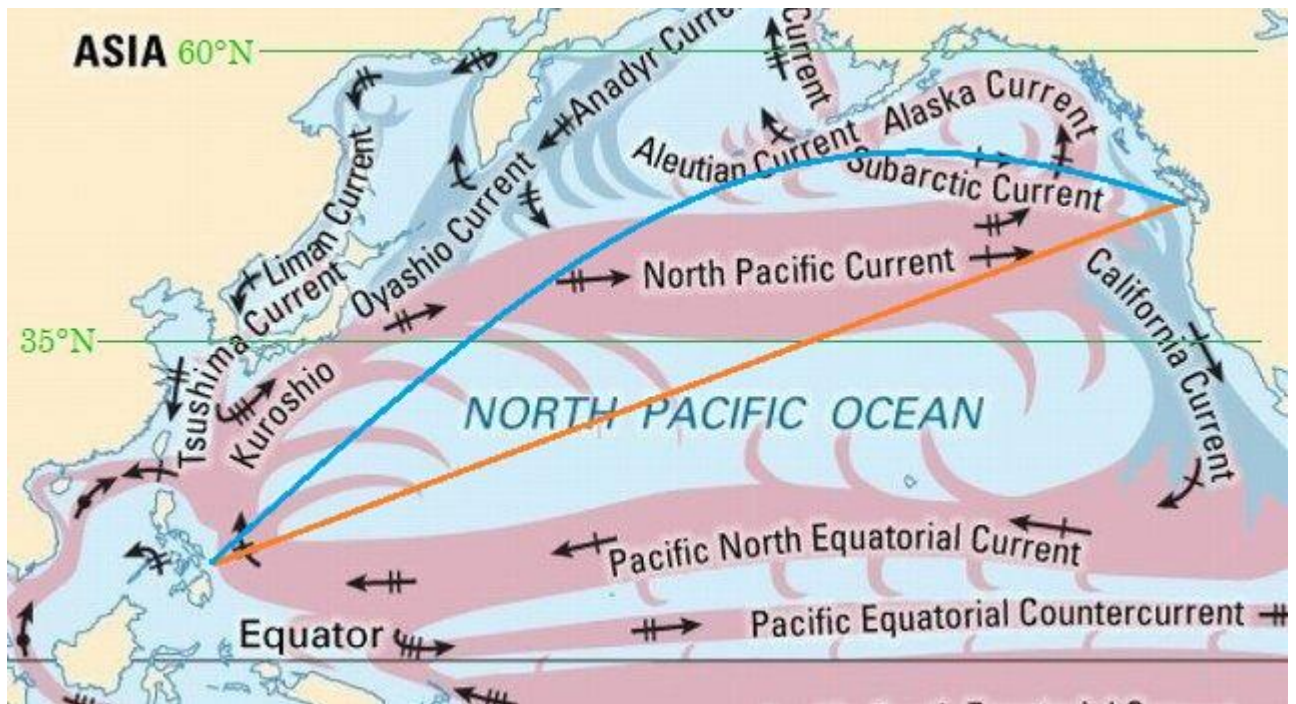 ASIA 60°N
Anadyr Curre
Current
Alaska Current
Aleutian Current
Subarctic Current
Liman Current
Oyashio Current
North Pacific Current
California Current
35°N
Tsushima Current
Kuroshio
NORTH PACIFIC OCEAN
Pacific North Equatorial Current
Pacific Equatorial Countercurrent
Equator